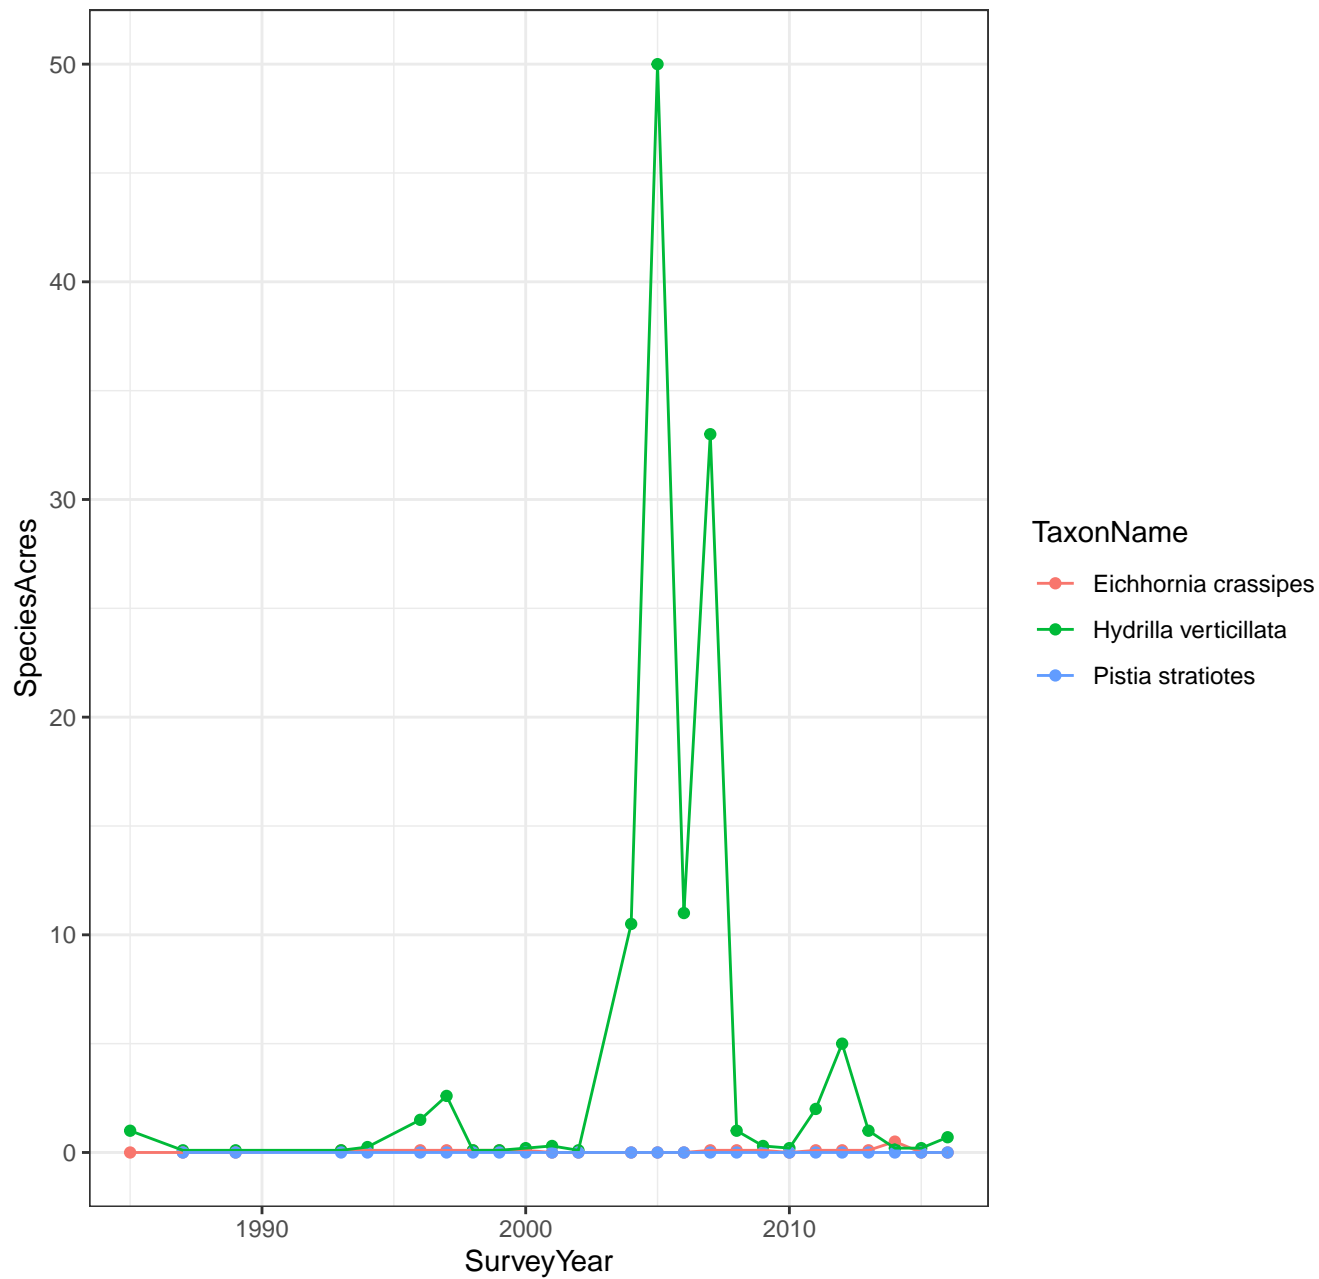 50
40
30
20
10
0
SpeciesAcres
1990 2000 2010
SurveyYear
TaxonName
Eichhornia crassipes
Hydrilla verticillata
Pistia stratiotes